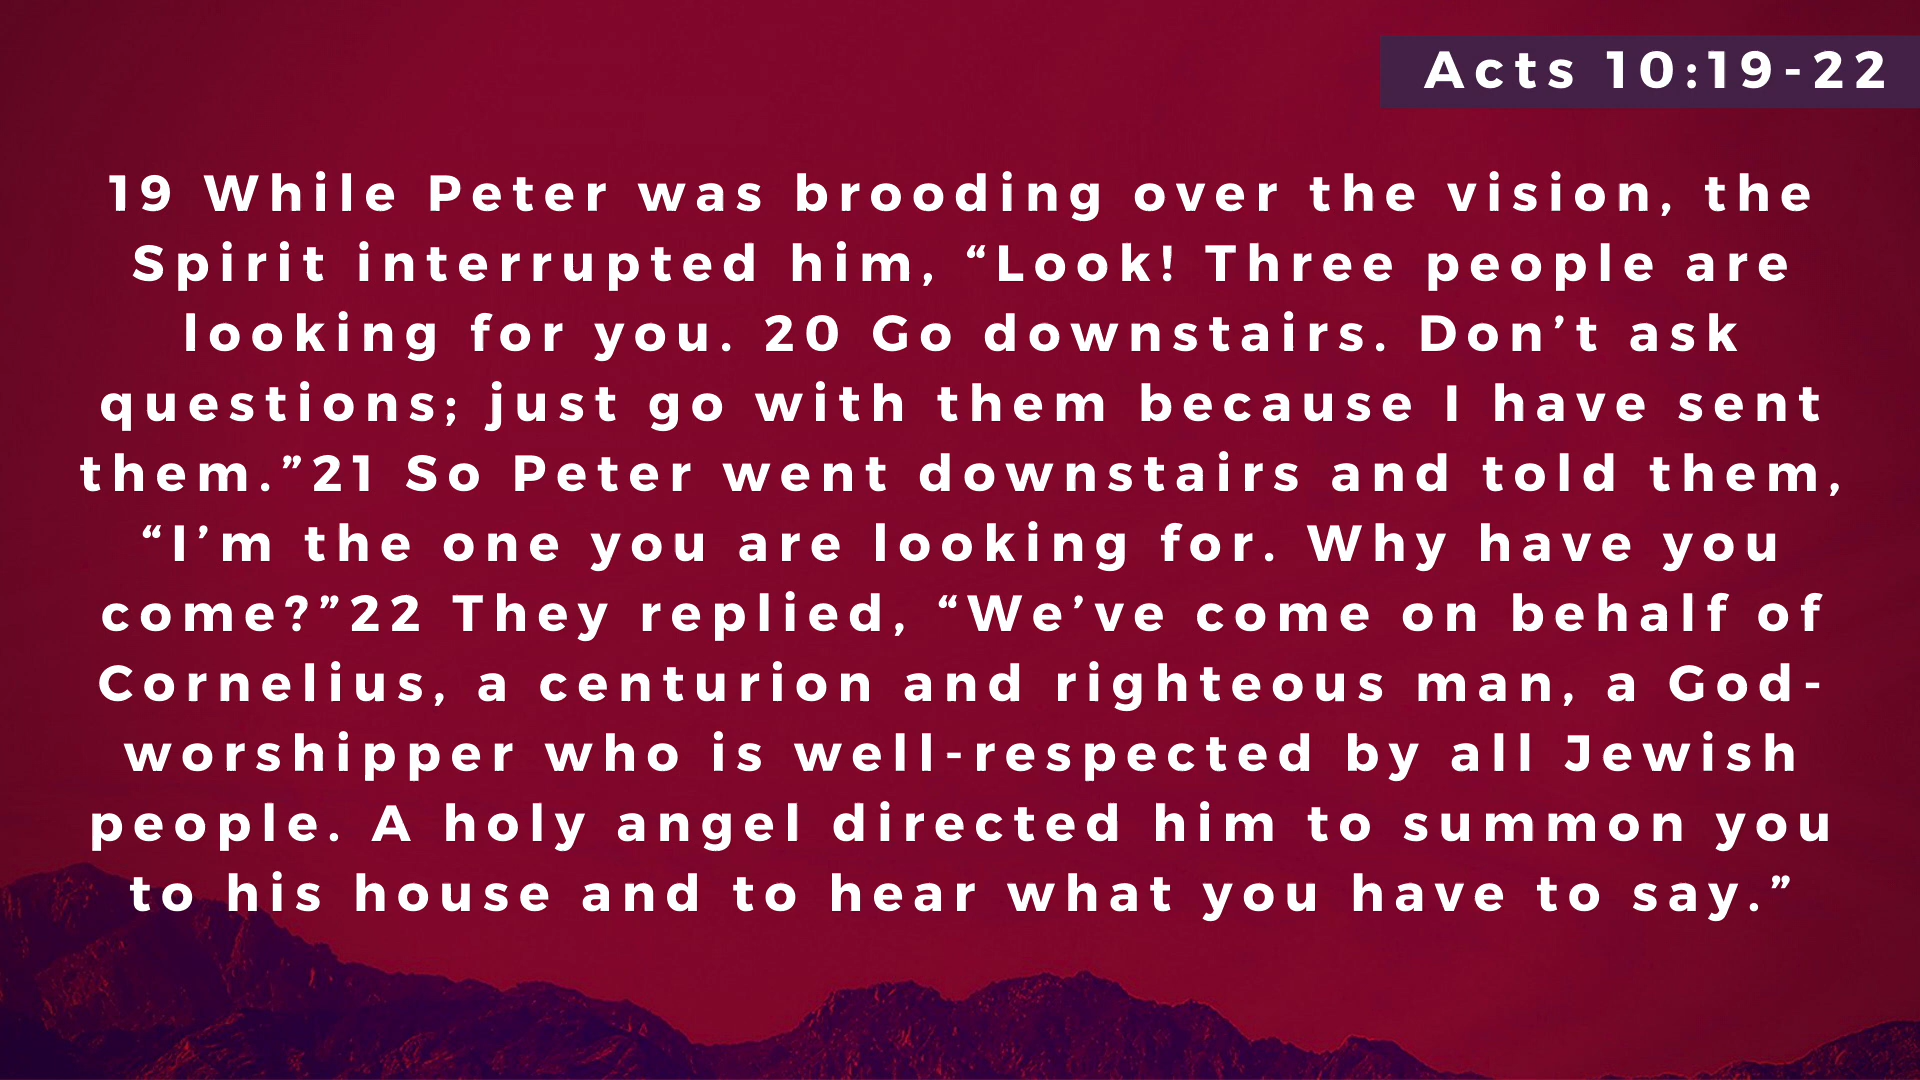 Acts 10:19-22
19 While Peter was brooding over the vision, the
Spirit interrupted him, “Look! Three people are
looking for you. 20 Go downstairs. Don’t ask
questions; just go with them because I have sent
them.”21 So Peter went downstairs and told them,
“I’m the one you are looking for. Why have you
come?”22 They replied, “We’ve come on behalf of
Cornelius, a centurion and righteous man, a God-
worshipper who is well-respected by all Jewish
people. A holy angel directed him to summon you
to his house and to hear what you have to say.”